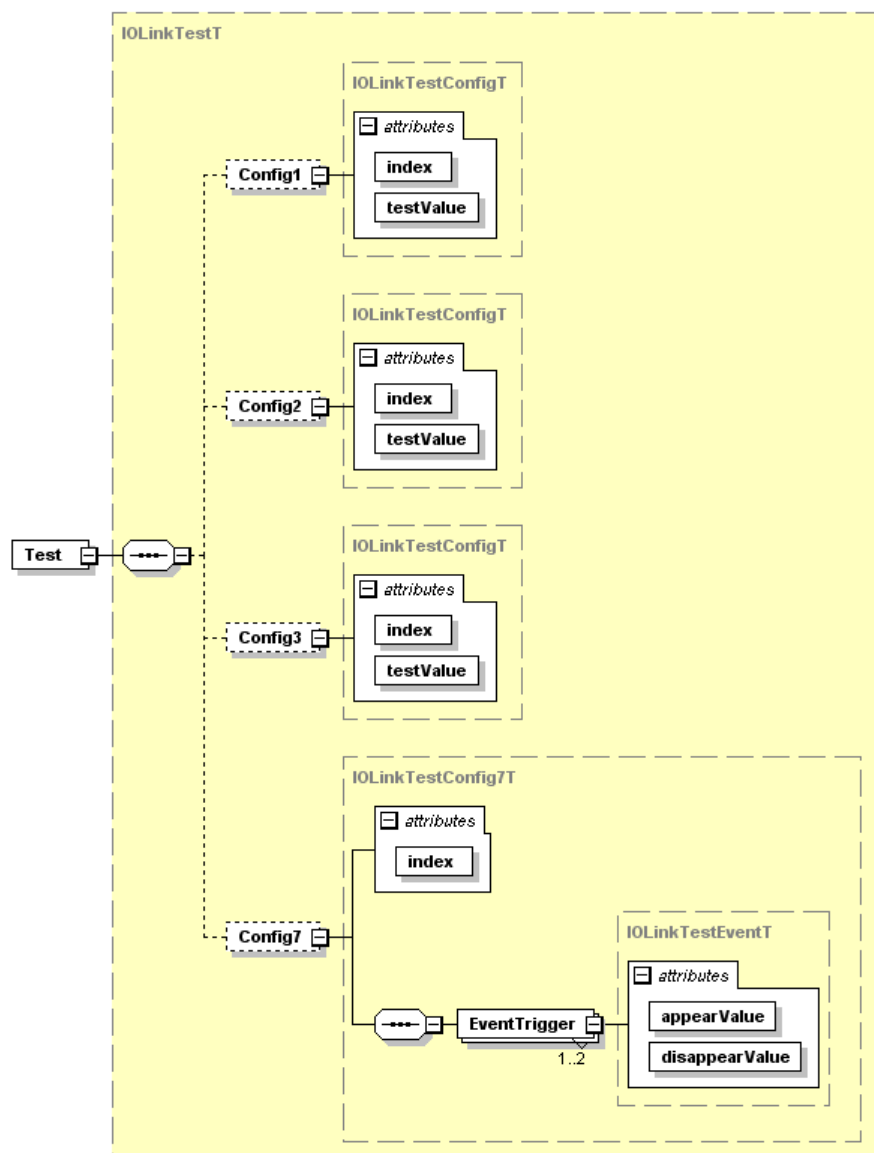 IOLinkTestT
IOLinkTestConfigT
attributes
index
testValue
Config1
IOLinkTestConfigT
attributes
index
testValue
Config2
Test
IOLinkTestConfigT
attributes
index
testValue
Config3
IOLinkTestConfig7T
attributes
index
Config7
IOLinkTestEventT
attributes
appearValue
disappearValue
EventTrigger
1..2